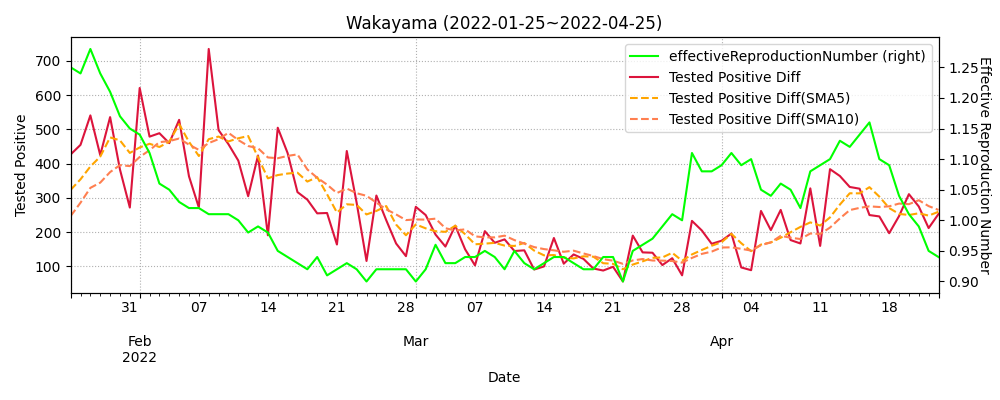 Wakayama (2022-01-25~2022-04-25)
effectiveReproductionNumber (right)
Tested Positive Diff
Tested Positive Diff(SMA5)
Tested Positive Diff(SMA10)
Tested Positive
700
600
500
400
300
200
100
1.25
1.20
1.15
1.10
1.05
1.00
0.95
0.90
Effective Reproduction Number
31 07 14 21 28 07 14 21 28 04 11 18
Feb Mar Apr
2022
Date